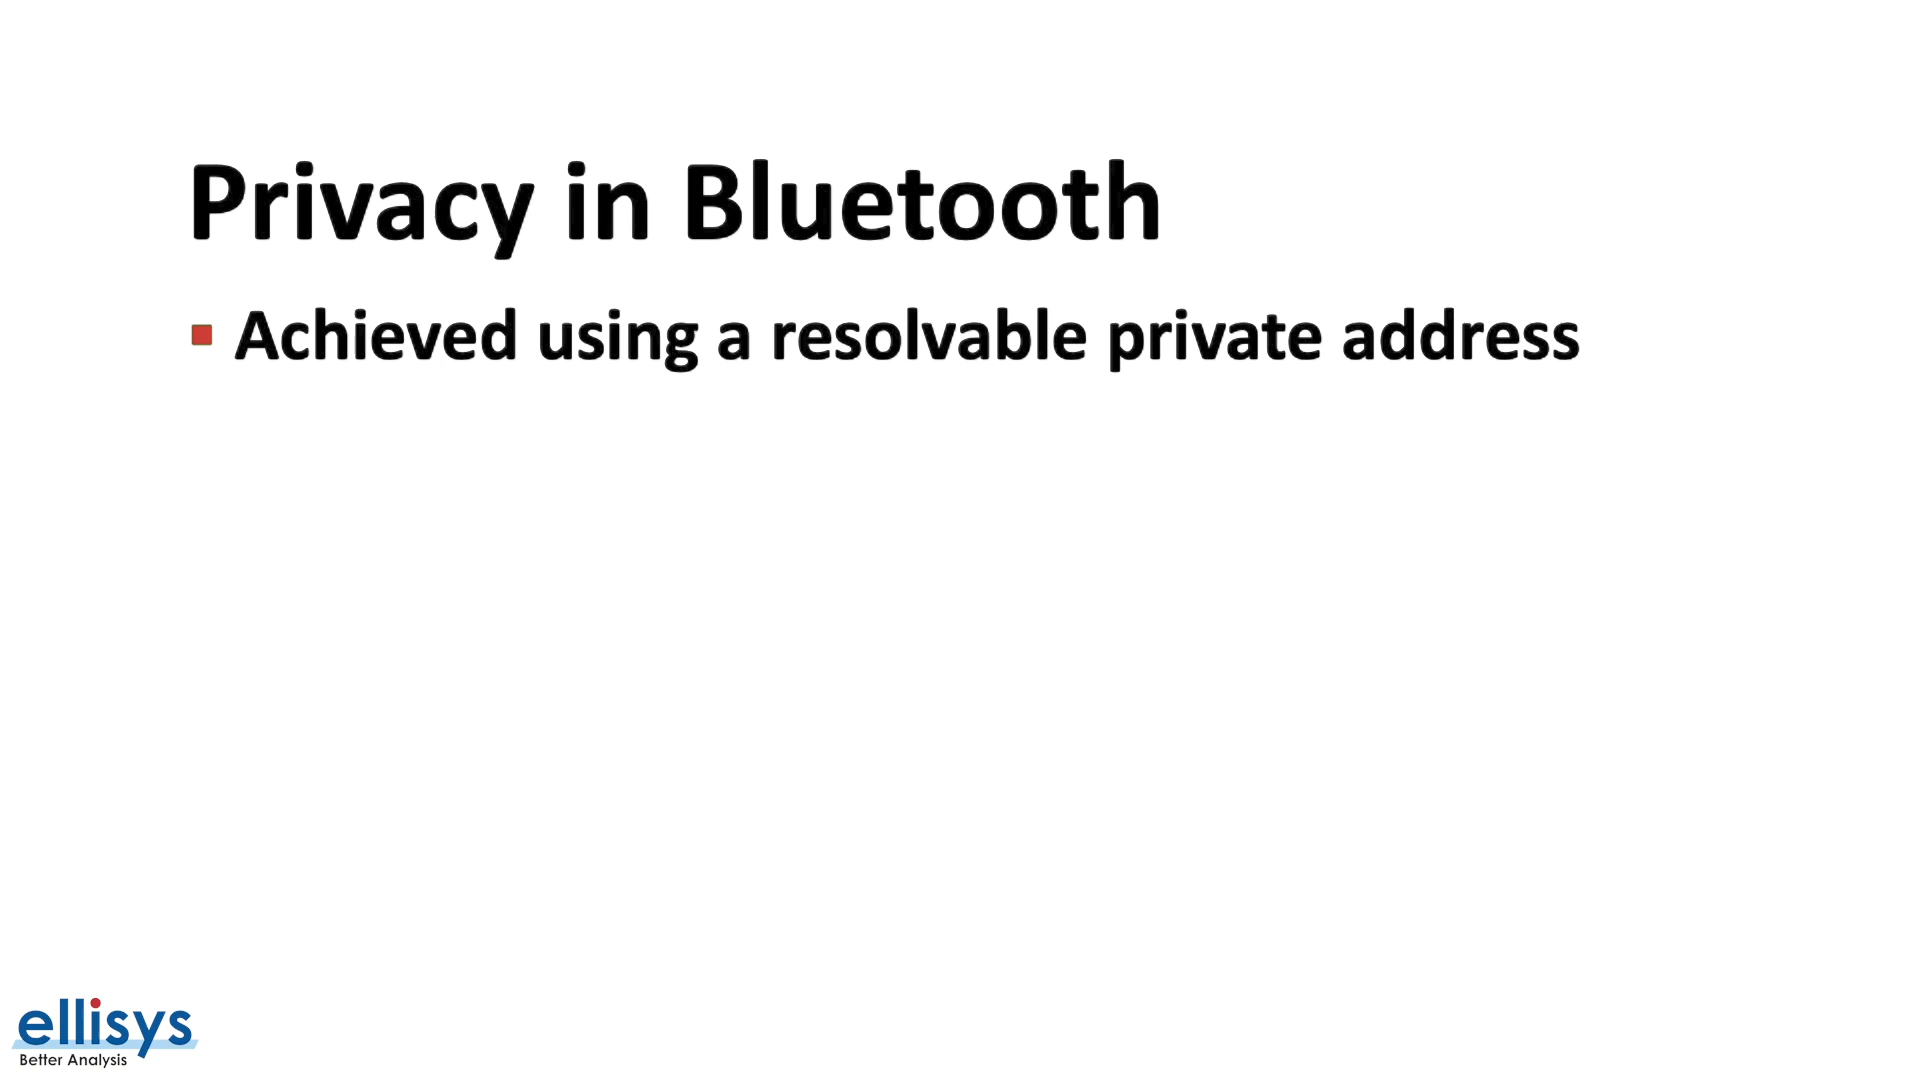 Privacy in Bluetooth
Achieved using a resolvable private address
ellisys
Better Analysis